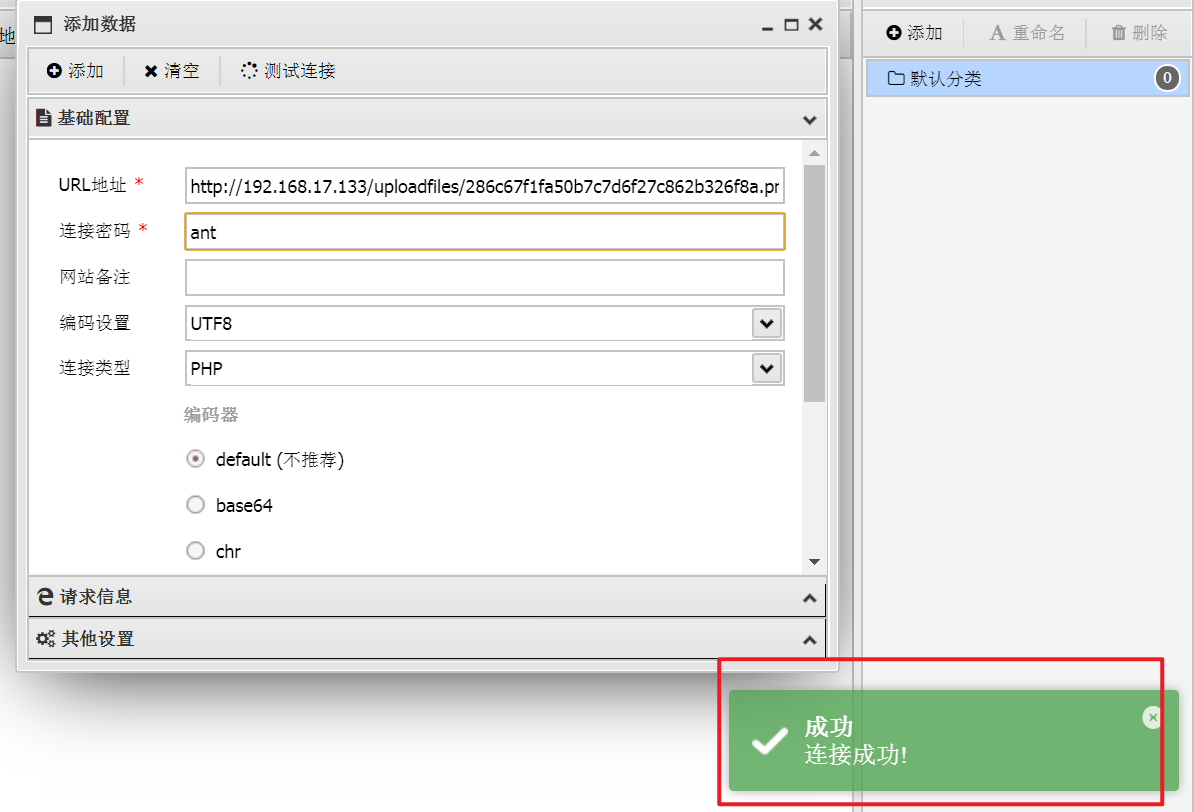 地
添加数据
添加
清空
测试连接
基础配置
URL地址 *
http://192.168.17.133/uploadfiles/286c67f1fa50b7c7d6f27c862b326f8a.pr
连接密码 *
ant
网站备注
编码设置
UTF8
连接类型
PHP
编码器
default (不推荐)
base64
chr
请求信息
其他设置
添加
A 重命名
删除
默认分类
0
成功
连接成功!